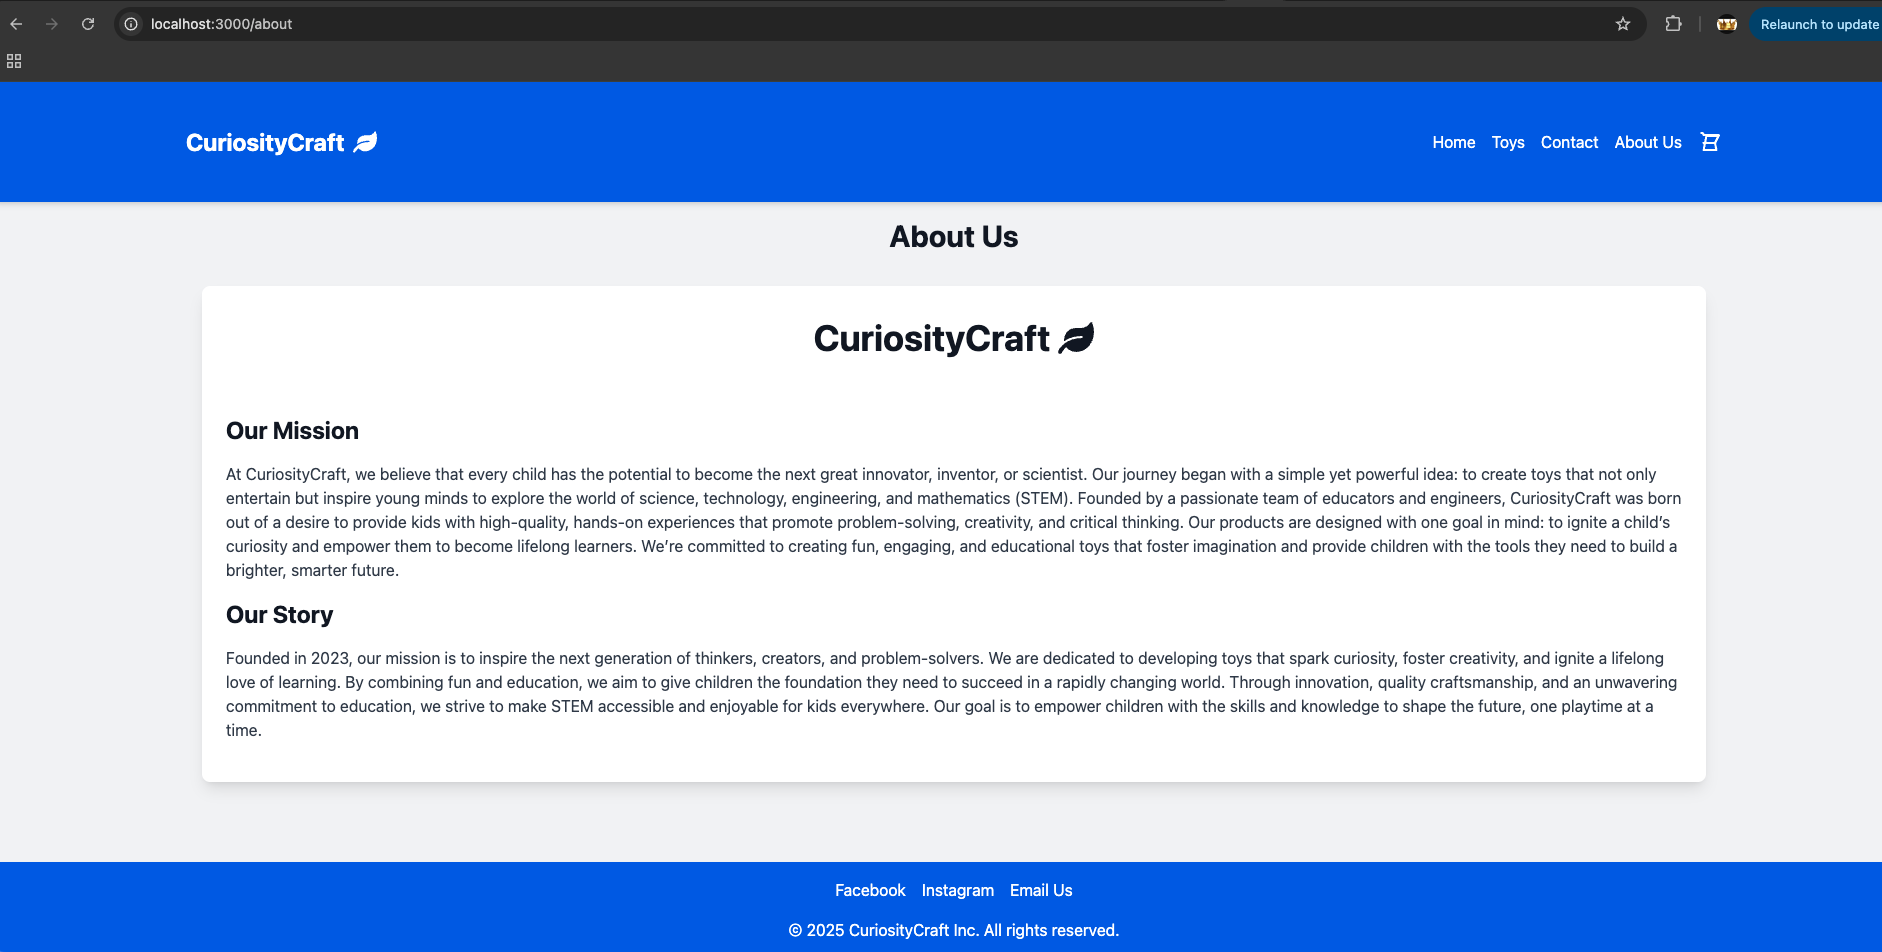 localhost:3000/about
Relaunch to update
CuriosityCraft
Home Toys Contact About Us
About Us
CuriosityCraft
Our Mission
At CuriosityCraft, we believe that every child has the potential to become the next great innovator, inventor, or scientist. Our journey began with a simple yet powerful idea: to create toys that not only
entertain but inspire young minds to explore the world of science, technology, engineering, and mathematics (STEM). Founded by a passionate team of educators and engineers, CuriosityCraft was born
out of a desire to provide kids with high-quality, hands-on experiences that promote problem-solving, creativity, and critical thinking. Our products are designed with one goal in mind: to ignite a child’s
curiosity and empower them to become lifelong learners. We’re committed to creating fun, engaging, and educational toys that foster imagination and provide children with the tools they need to build a
brighter, smarter future.
Our Story
Founded in 2023, our mission is to inspire the next generation of thinkers, creators, and problem-solvers. We are dedicated to developing toys that spark curiosity, foster creativity, and ignite a lifelong
love of learning. By combining fun and education, we aim to give children the foundation they need to succeed in a rapidly changing world. Through innovation, quality craftsmanship, and an unwavering
commitment to education, we strive to make STEM accessible and enjoyable for kids everywhere. Our goal is to empower children with the skills and knowledge to shape the future, one playtime at a
time.
Facebook Instagram Email Us
© 2025 CuriosityCraft Inc. All rights reserved.